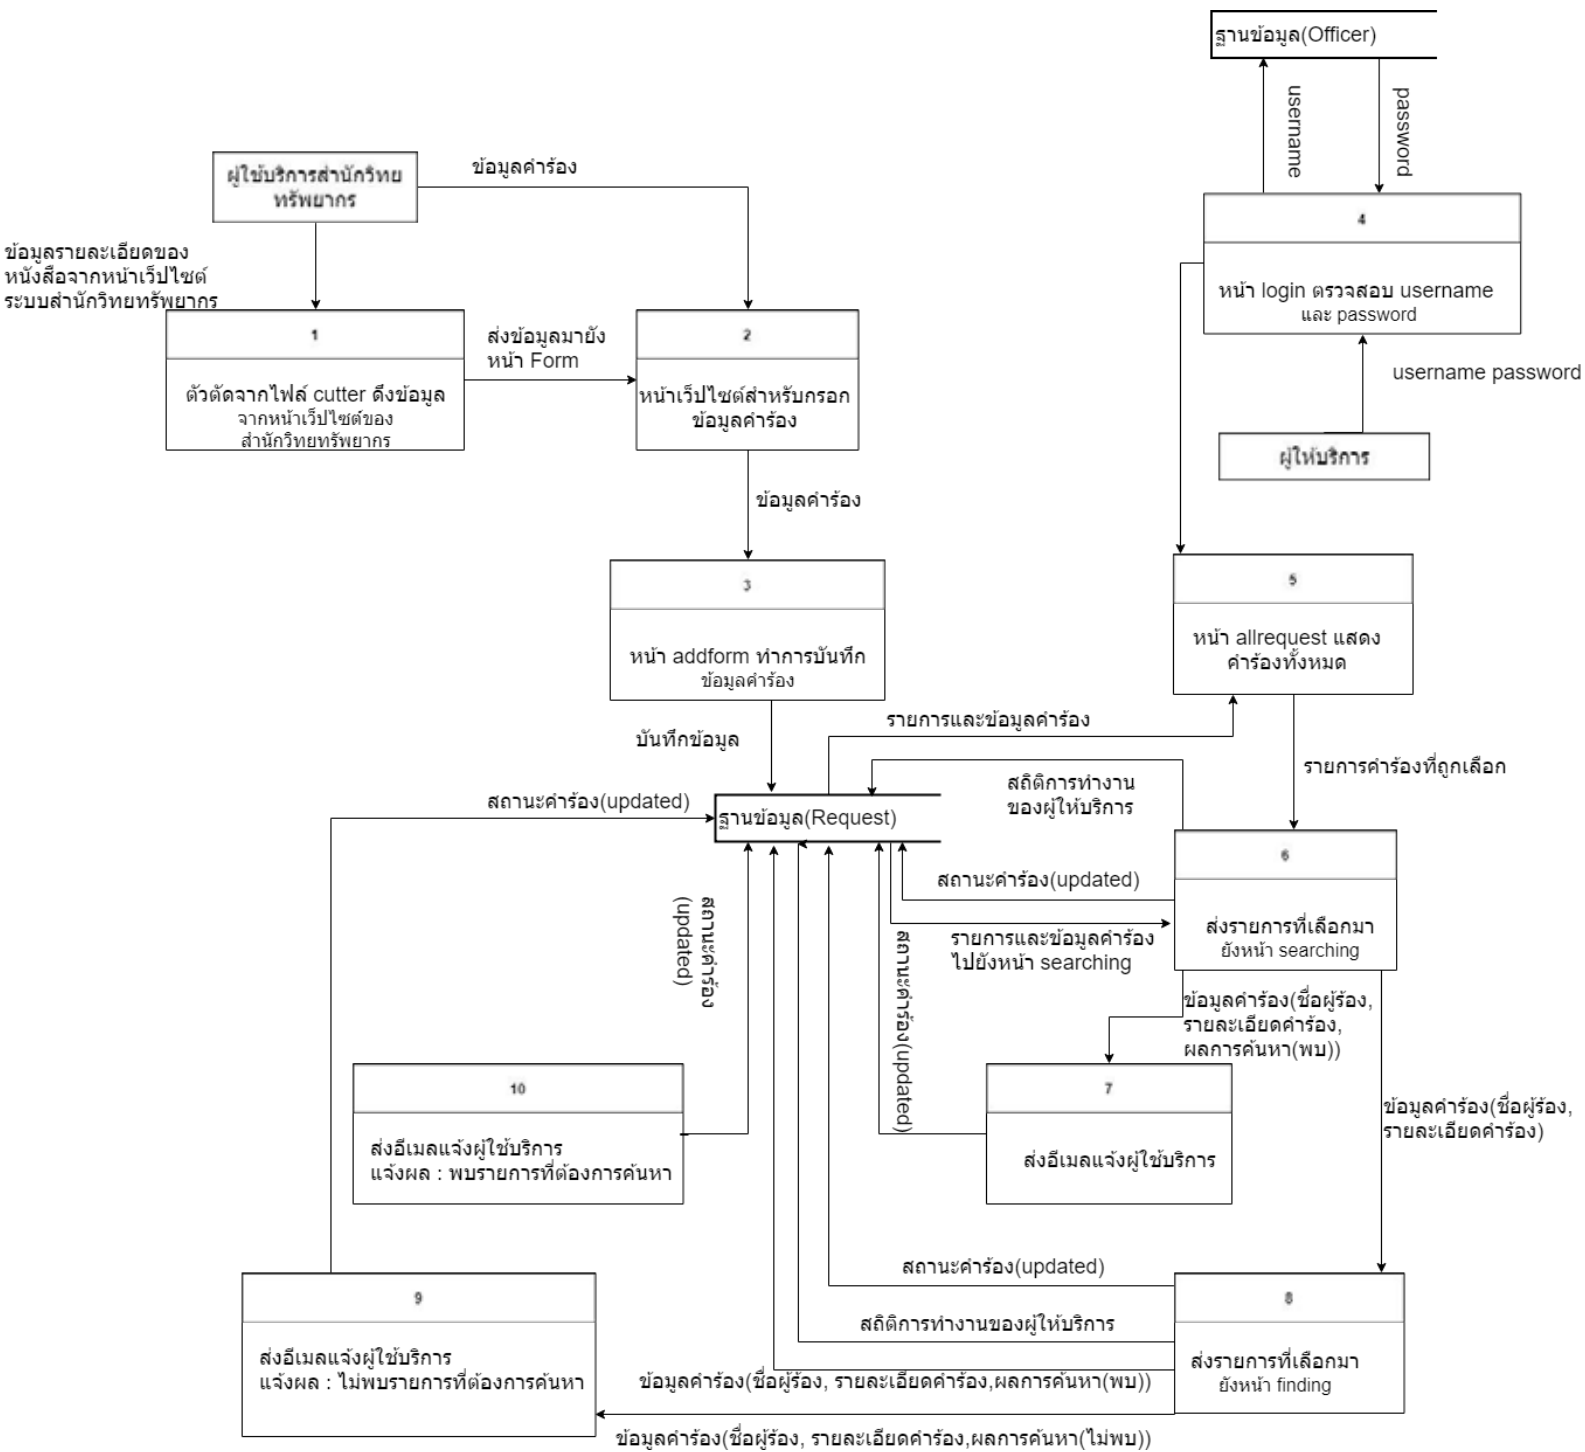 ฐานข้อมูล(Officer)
username
password
ผู้ใช้บริการสำนักวิทย
ทรัพยากร
ข้อมูลคำร้อง
ข้อมูลรายละเอียดของ
หนังสือจากหน้าเว็ปไซต์
ระบบสำนักวิทยทรัพยากร
4
หน้า login ตรวจสอบ username
และ password
1
ตัวตัดจากไฟล์ cutter ดึงข้อมูล
จากหน้าเว็ปไซต์ของ
สำนักวิทยทรัพยากร
ส่งข้อมูลมายัง
หน้า Form
2
หน้าเว็ปไซต์สำหรับกรอก
ข้อมูลคำร้อง
username password
ผู้ให้บริการ
ข้อมูลคำร้อง
3
หน้า addform ทำการบันทึก
ข้อมูลคำร้อง
5
หน้า allrequest แสดง
คำร้องทั้งหมด
บันทึกข้อมูล
รายการและข้อมูลคำร้อง
รายการคำร้องที่ถูกเลือก
สถิติการทำงาน
ของผู้ให้บริการ
สถานะคำร้อง(updated)
ฐานข้อมูล(Request)
6
ส่งรายการที่เลือกมา
ยังหน้า searching
สถานะคำร้อง(updated)
สถานะคำร้อง
(updated)
สถานะคำร้อง(updated)
รายการและข้อมูลคำร้อง
ไปยังหน้า searching
ข้อมูลคำร้อง(ชื่อผู้ร้อง,
รายละเอียดคำร้อง,
ผลการค้นหา(พบ))
10
ส่งอีเมลแจ้งผู้ใช้บริการ
แจ้งผล : พบรายการที่ต้องการค้นหา
7
ส่งอีเมลแจ้งผู้ใช้บริการ
ข้อมูลคำร้อง(ชื่อผู้ร้อง,
รายละเอียดคำร้อง)
สถานะคำร้อง(updated)
9
ส่งอีเมลแจ้งผู้ใช้บริการ
แจ้งผล : ไม่พบรายการที่ต้องการค้นหา
8
ส่งรายการที่เลือกมา
ยังหน้า finding
สถิติการทำงานของผู้ให้บริการ
ข้อมูลคำร้อง(ชื่อผู้ร้อง, รายละเอียดคำร้อง,ผลการค้นหา(พบ))
ข้อมูลคำร้อง(ชื่อผู้ร้อง, รายละเอียดคำร้อง,ผลการค้นหา(ไม่พบ))